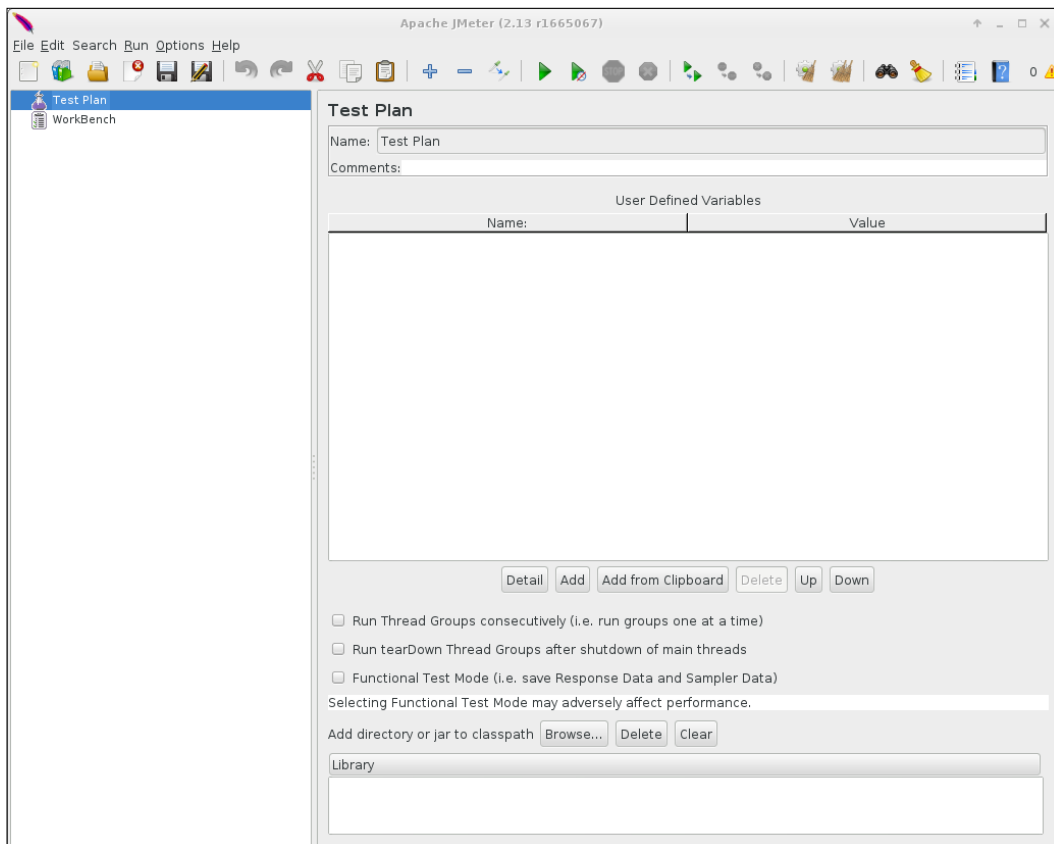 Apache JMeter (2.13 r1665067)
File Edit Search Run Options Help
0
Test Plan
WorkBench
Test Plan
Name: Test Plan
Comments:
User Defined Variables
Name: Value
Detail Add Add from Clipboard Delete Up Down
Run Thread Groups consecutively (i.e. run groups one at a time)
Run tearDown Thread Groups after shutdown of main threads
Functional Test Mode (i.e. save Response Data and Sampler Data)
Selecting Functional Test Mode may adversely affect performance.
Add directory or jar to classpath Browse... Delete Clear
Library